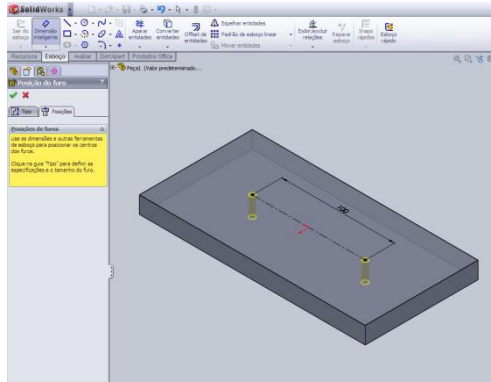 SolidWorks
Sair do esboço
Dimensão inteligente
Aparar entidades
Converter entidades
Offset de entidades
Espelhar entidades
Padrão de esboço linear
Mover entidades
Exibir/excluir relações
Reparar esboço
Snaps rápidos
Esboço rápido
Recursos Esboço Avaliar DimXpert Produtos Office
Peça1 (Valor predeterminado...
Posição do furo ?
Tipo Posições
Posições de furos
Use as dimensões e outras ferramentas
de esboço para posicionar os centros
dos furos.
Clique na guia "Tipo" para definir as
especificações e o tamanho do furo.
100